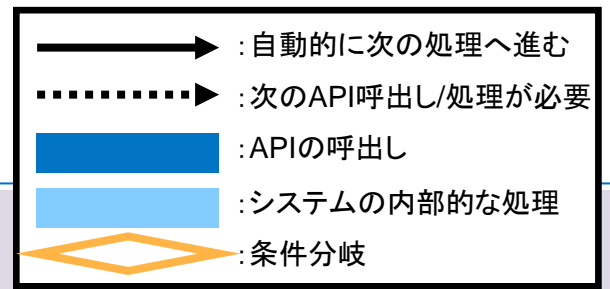 :自動的に次の処理へ進む
:次のAPI呼出し/処理が必要
:APIの呼出し
:システムの内部的な処理
:条件分岐